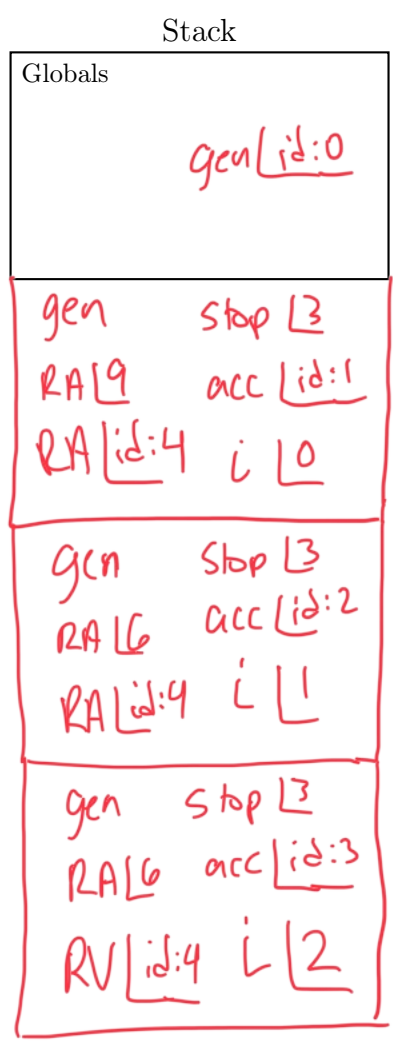 Stack
Globals
gen id:0
gen stop 3
RA 9 acc id:1
RA id:4 i 0
gen stop 3
RA 6 acc id:2
RA id:4 i 1
gen stop 3
RA 6 acc id:3
RV id:4 i 2